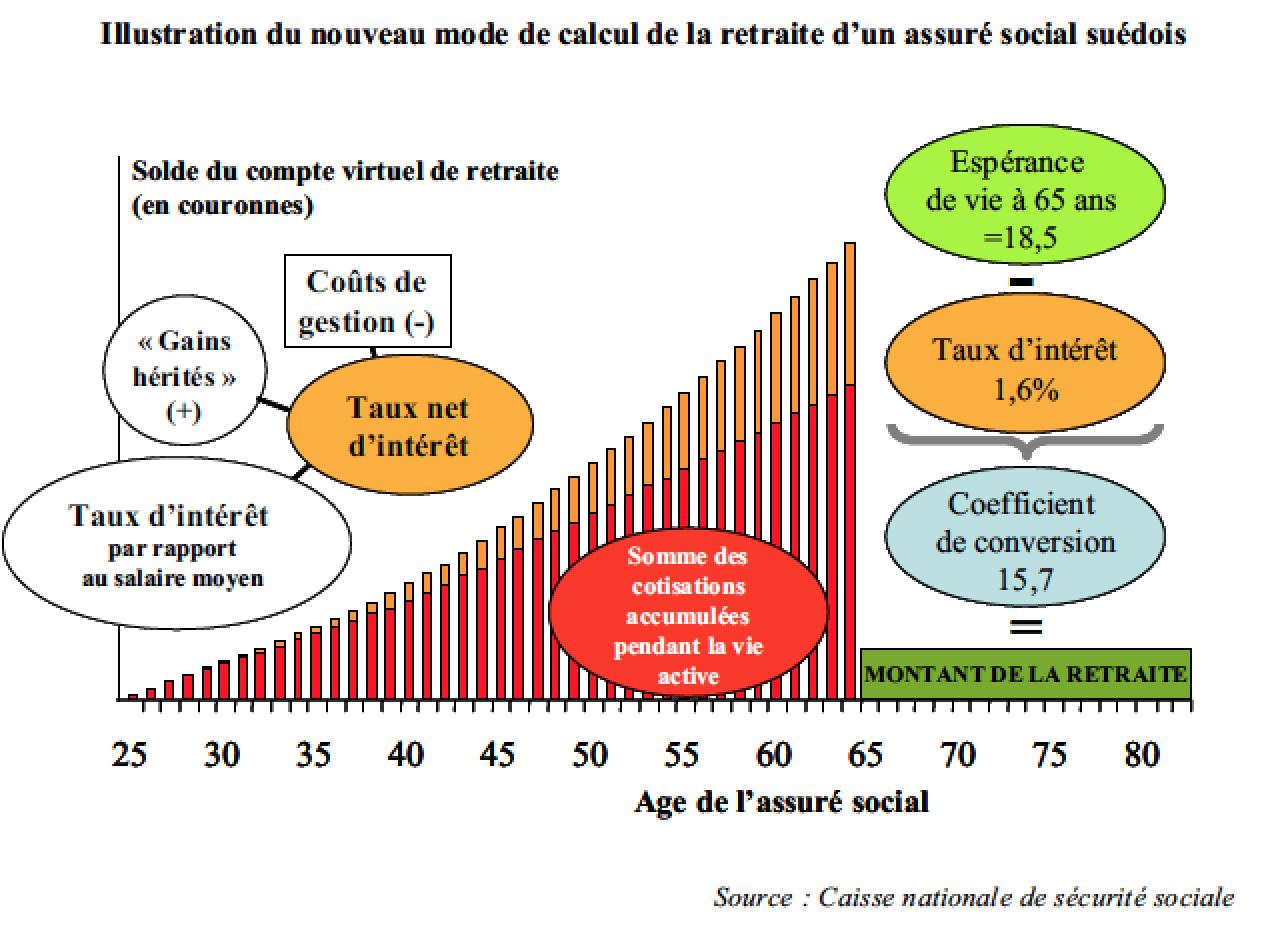 Illustration du nouveau mode de calcul de la retraite d'un assuré social suédois
Solde du compte virtuel de retraite
(en couronnes)
Coûts de
gestion (-)
« Gains
hérités »
(+)
Taux net
d'intérêt
Taux d'intérêt
par rapport
au salaire moyen
Somme des
cotisations
accumulées
pendant la vie
active
Espérance
de vie à 65 ans
=18,5
-
Taux d'intérêt
1,6%
Coefficient
de conversion
15,7
=
MONTANT DE LA RETRAITE
25 30 35 40 45 50 55 60 65 70 75 80
Age de l'assuré social
Source : Caisse nationale de sécurité sociale